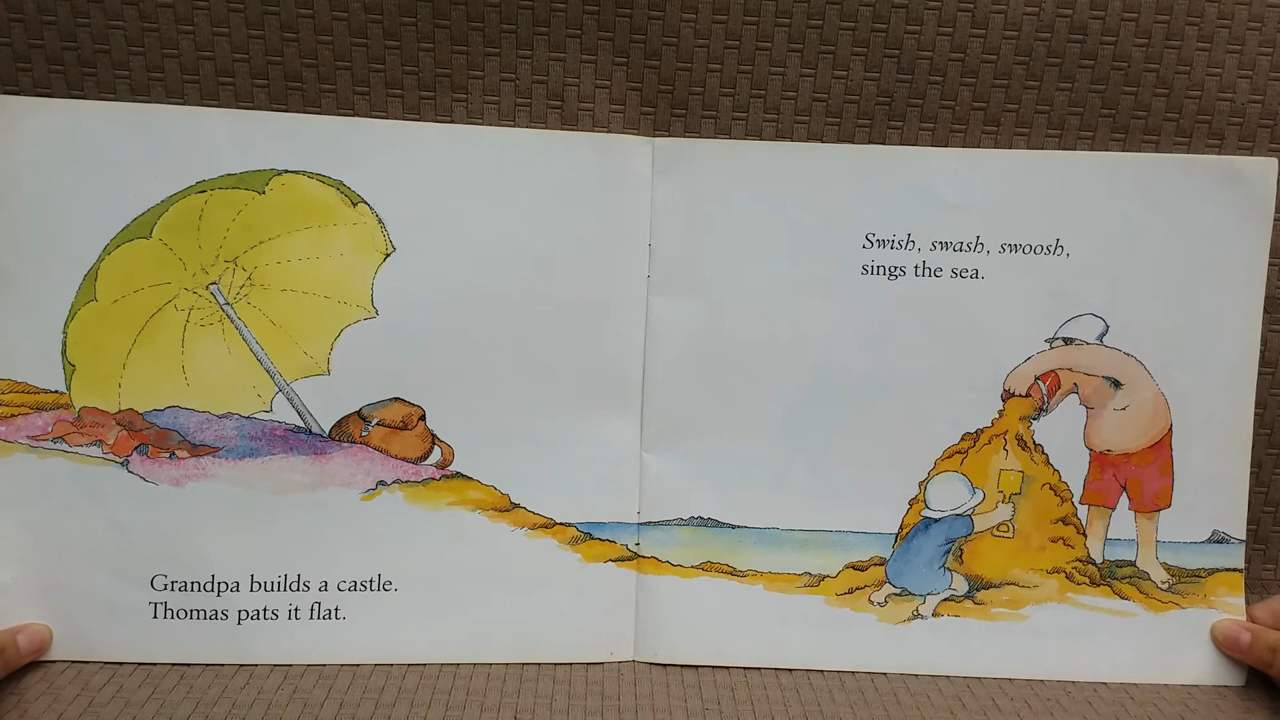 Grandpa builds a castle.
Thomas pats it flat.
Swish, swash, swoosh,
sings the sea.